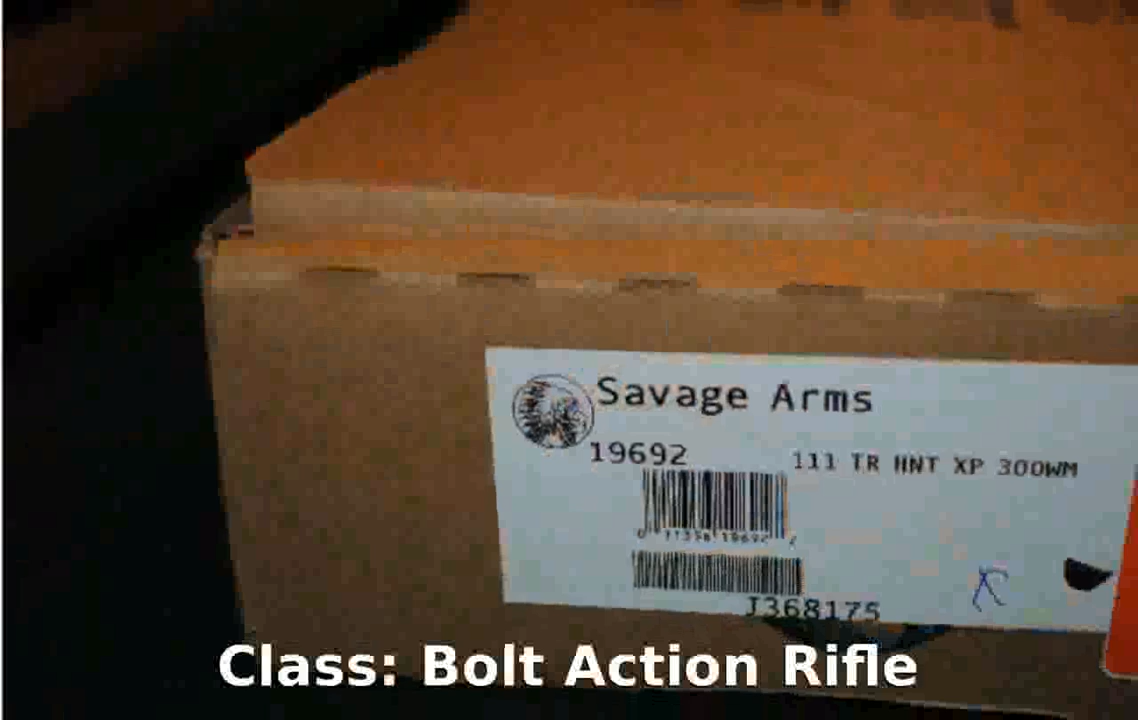 Savage Arms
19692
111 TR HNT XP 300WM
J368175
Class: Bolt Action Rifle